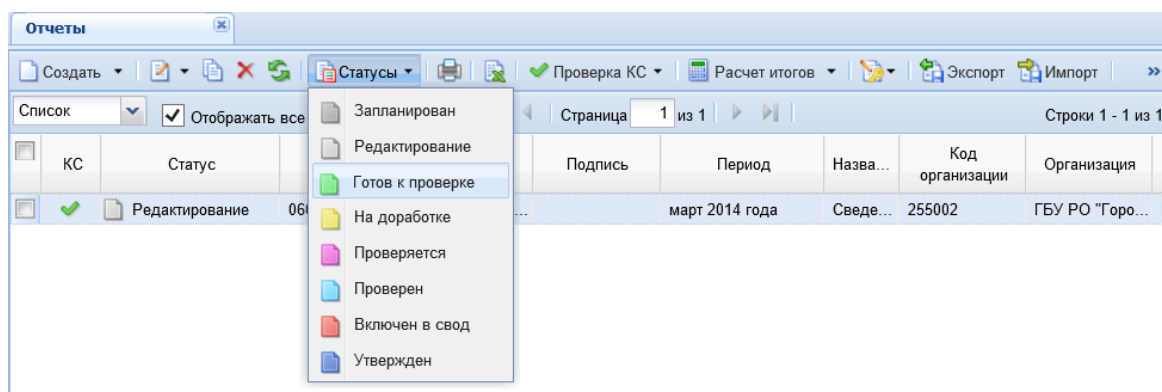 Отчеты
Создать Статусы Проверка КС Расчет итогов Экспорт Импорт »
Список Отображать все Страница 1 из 1 Строки 1 - 1 из 1
КС Статус Подпись Период Назва... Код организации Организация
Редактирование 06 ... март 2014 года Сведе... 255002 ГБУ РО "Горо...
Запланирован
Редактирование
Готов к проверке
На доработке
Проверяется
Проверен
Включен в свод
Утвержден